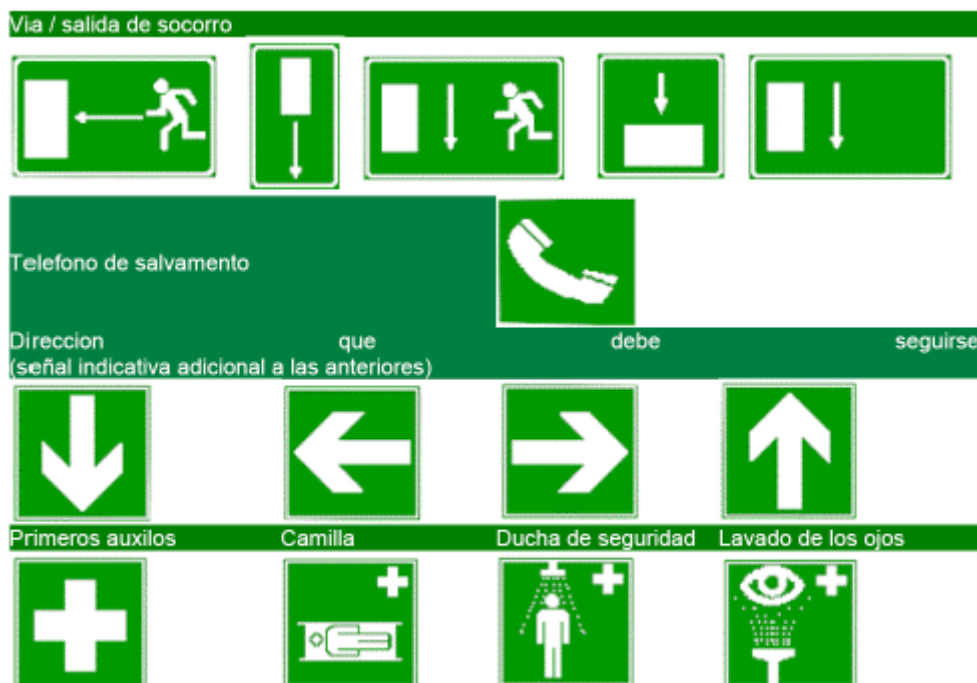 Via / salida de socorro
Telefono de salvamento
Direccion que debe seguirse
(señal indicativa adicional a las anteriores)
Primeros auxilos Camilla Ducha de seguridad Lavado de los ojos